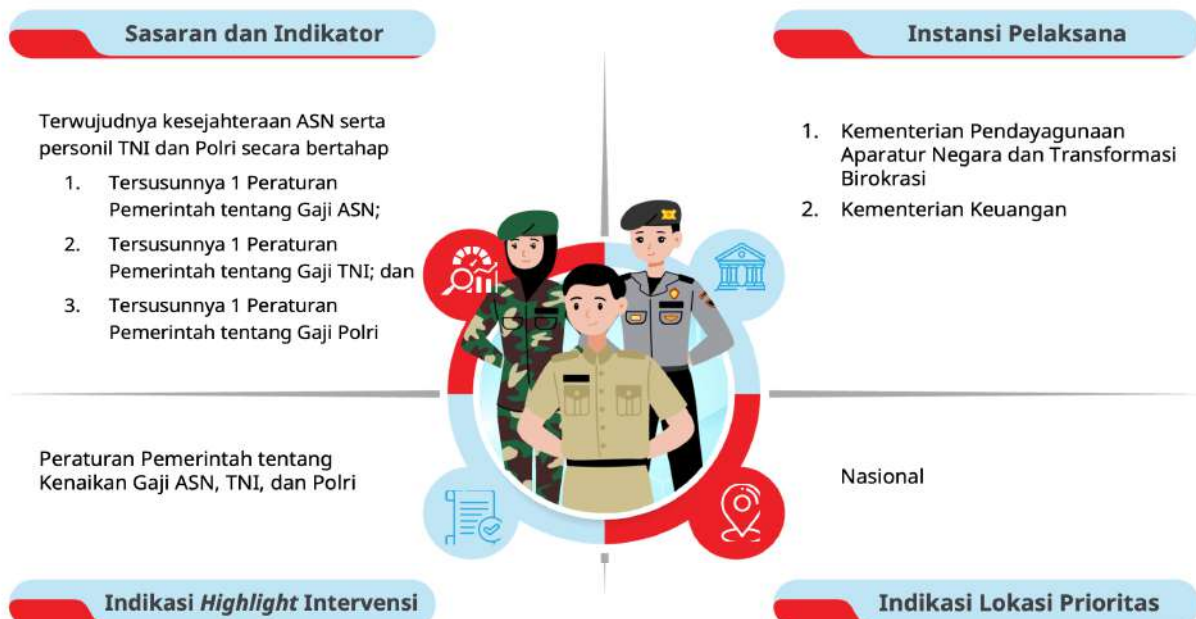 Sasaran dan Indikator
Terwujudnya kesejahteraan ASN serta
personil TNI dan Polri secara bertahap
1. Tersusunnya 1 Peraturan
Pemerintah tentang Gaji ASN;
2. Tersusunnya 1 Peraturan
Pemerintah tentang Gaji TNI; dan
3. Tersusunnya 1 Peraturan
Pemerintah tentang Gaji Polri
Instansi Pelaksana
1. Kementerian Pendayagunaan
Aparatur Negara dan Transformasi
Birokrasi
2. Kementerian Keuangan
Peraturan Pemerintah tentang
Kenaikan Gaji ASN, TNI, dan Polri
Indikasi Highlight Intervensi
Nasional
Indikasi Lokasi Prioritas